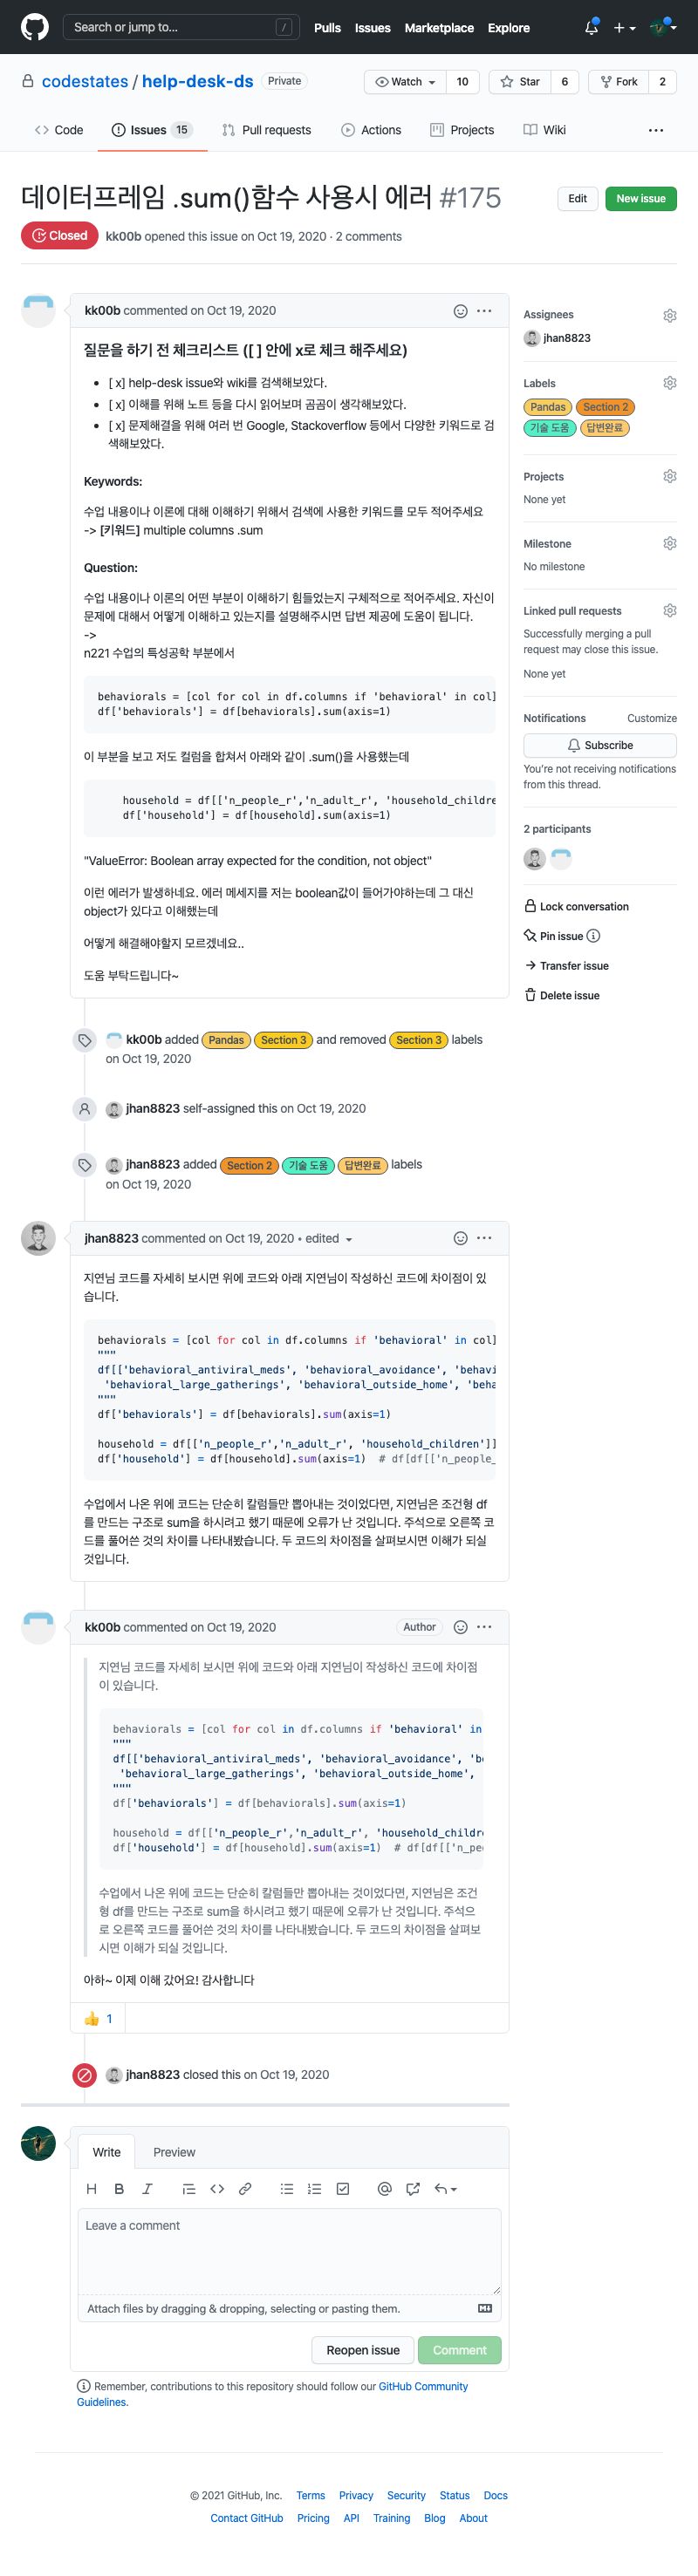 Search or jump to...
/
Pulls
Issues
Marketplace
Explore
codestates / help-desk-ds
Private
Watch
10
Star
6
Fork
2
Code
Issues 15
Pull requests
Actions
Projects
Wiki
데이터프레임 .sum()함수 사용시 에러 #175
Edit
New issue
Closed
kk00b opened this issue on Oct 19, 2020 · 2 comments
kk00b commented on Oct 19, 2020
질문을 하기 전 체크리스트 ([ ] 안에 x로 체크 해주세요)
• [ x] help-desk issue와 wiki를 검색해보았다.
• [ x] 이해를 위해 노트 등을 다시 읽어보며 곰곰이 생각해보았다.
• [ x] 문제해결을 위해 여러 번 Google, Stackoverflow 등에서 다양한 키워드로 검
색해보았다.
Keywords:
수업 내용이나 이론에 대해 이해하기 위해서 검색에 사용한 키워드를 모두 적어주세요
-> [키워드] multiple columns .sum
Question:
수업 내용이나 이론의 어떤 부분이 이해하기 힘들었는지 구체적으로 적어주세요. 자신이
문제에 대해서 어떻게 이해하고 있는지를 설명해주시면 답변 제공에 도움이 됩니다.
->
n221 수업의 특성공학 부분에서
behaviorals = [col for col in df.columns if 'behavioral' in col]
df['behaviorals'] = df[behaviorals].sum(axis=1)
이 부분을 보고 저도 컬럼을 합쳐서 아래와 같이 .sum()을 사용했는데
household = df[['n_people_r','n_adult_r', 'household_childre
df['household'] = df[household].sum(axis=1)
"ValueError: Boolean array expected for the condition, not object"
이런 에러가 발생하네요. 에러 메세지를 저는 boolean값이 들어가야하는데 그 대신
object가 있다고 이해했는데
어떻게 해결해야할지 모르겠네요..
도움 부탁드립니다~
Assignees
jhan8823
Labels
Pandas
Section 2
기술 도움
답변완료
Projects
None yet
Milestone
No milestone
Linked pull requests
Successfully merging a pull
request may close this issue.
None yet
Notifications
Customize
Subscribe
You're not receiving notifications
from this thread.
2 participants
Lock conversation
Pin issue
Transfer issue
Delete issue
kk00b added Pandas Section 3 and removed Section 3 labels
on Oct 19, 2020
jhan8823 self-assigned this on Oct 19, 2020
jhan8823 added Section 2 기술 도움 답변완료 labels
on Oct 19, 2020
jhan8823 commented on Oct 19, 2020 • edited
지연님 코드를 자세히 보시면 위에 코드와 아래 지연님이 작성하신 코드에 차이점이 있
습니다.
behaviorals = [col for col in df.columns if 'behavioral' in col]
"""
df[['behavioral_antiviral_meds', 'behavioral_avoidance', 'behavi
'behavioral_large_gatherings', 'behavioral_outside_home', 'beha
"""
df['behaviorals'] = df[behaviorals].sum(axis=1)
household = df[['n_people_r','n_adult_r', 'household_children']]
df['household'] = df[household].sum(axis=1) # df[df[['n_people_
수업에서 나온 위에 코드는 단순히 칼럼들만 뽑아내는 것이었다면, 지연님은 조건형 df
를 만드는 구조로 sum을 하시려고 했기 때문에 오류가 난 것입니다. 주석으로 오른쪽 코
드를 풀어쓴 것의 차이를 나타내봤습니다. 두 코드의 차이점을 살펴보시면 이해가 되실
것입니다.
kk00b commented on Oct 19, 2020
Author
지연님 코드를 자세히 보시면 위에 코드와 아래 지연님이 작성하신 코드에 차이점
이 있습니다.
behaviorals = [col for col in df.columns if 'behavioral' in
"""
df[['behavioral_antiviral_meds', 'behavioral_avoidance', 'be
'behavioral_large_gatherings', 'behavioral_outside_home',
"""
df['behaviorals'] = df[behaviorals].sum(axis=1)
household = df[['n_people_r','n_adult_r', 'household_childre
df['household'] = df[household].sum(axis=1) # df[df[['n_peo
수업에서 나온 위에 코드는 단순히 칼럼들만 뽑아내는 것이었다면, 지연님은 조건
형 df를 만드는 구조로 sum을 하시려고 했기 때문에 오류가 난 것입니다. 주석으
로 오른쪽 코드를 풀어쓴 것의 차이를 나타내봤습니다. 두 코드의 차이점을 살펴보
시면 이해가 되실 것입니다.
아하~ 이제 이해 갔어요! 감사합니다
👍 1
jhan8823 closed this on Oct 19, 2020
Write
Preview
Leave a comment
Attach files by dragging & dropping, selecting or pasting them.
Reopen issue
Comment
Remember, contributions to this repository should follow our GitHub Community
Guidelines.
© 2021 GitHub, Inc.
Terms
Privacy
Security
Status
Docs
Contact GitHub
Pricing
API
Training
Blog
About